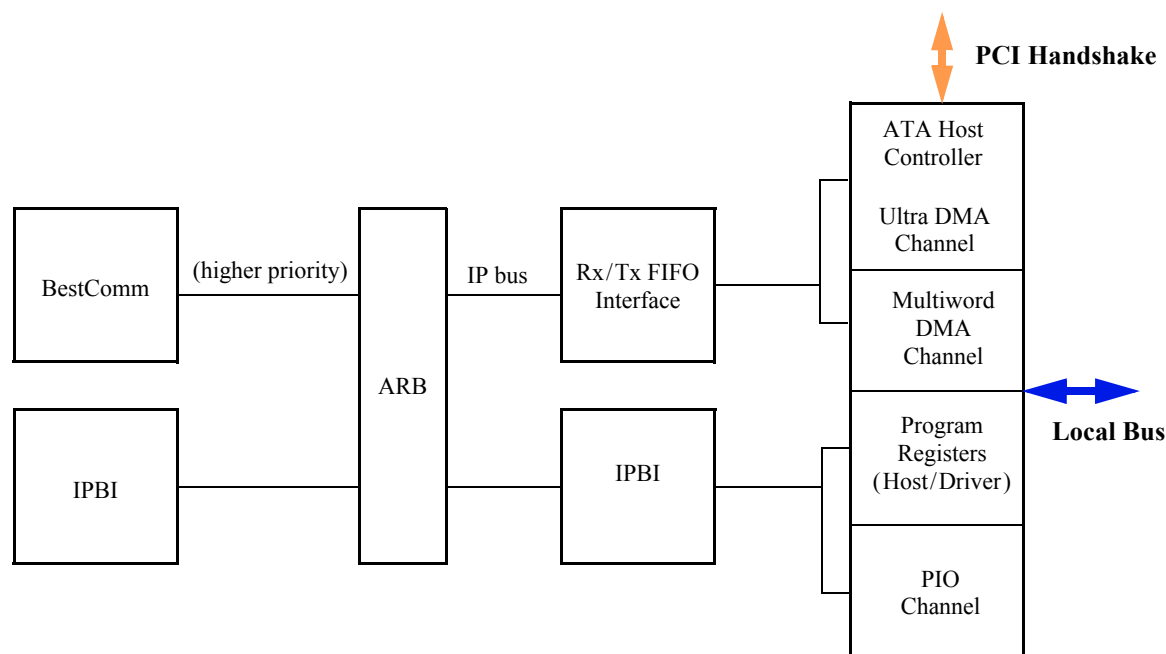 PCI Handshake
ATA Host
Controller
Ultra DMA
Channel
BestComm
(higher priority)
ARB
IP bus
Rx/Tx FIFO
Interface
Multiword
DMA
Channel
Local Bus
IPBI
IPBI
Program
Registers
(Host/Driver)
PIO
Channel